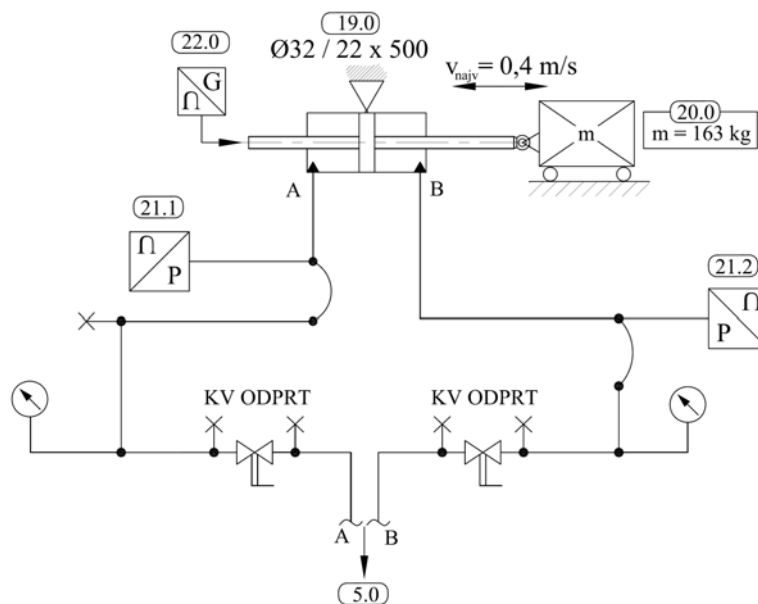 19.0
Ø32 / 22 x 500
22.0
G
v_najv = 0,4 m/s
20.0
m = 163 kg
m
A
B
21.1
P
21.2
P
KV ODPRT
KV ODPRT
A
B
5.0